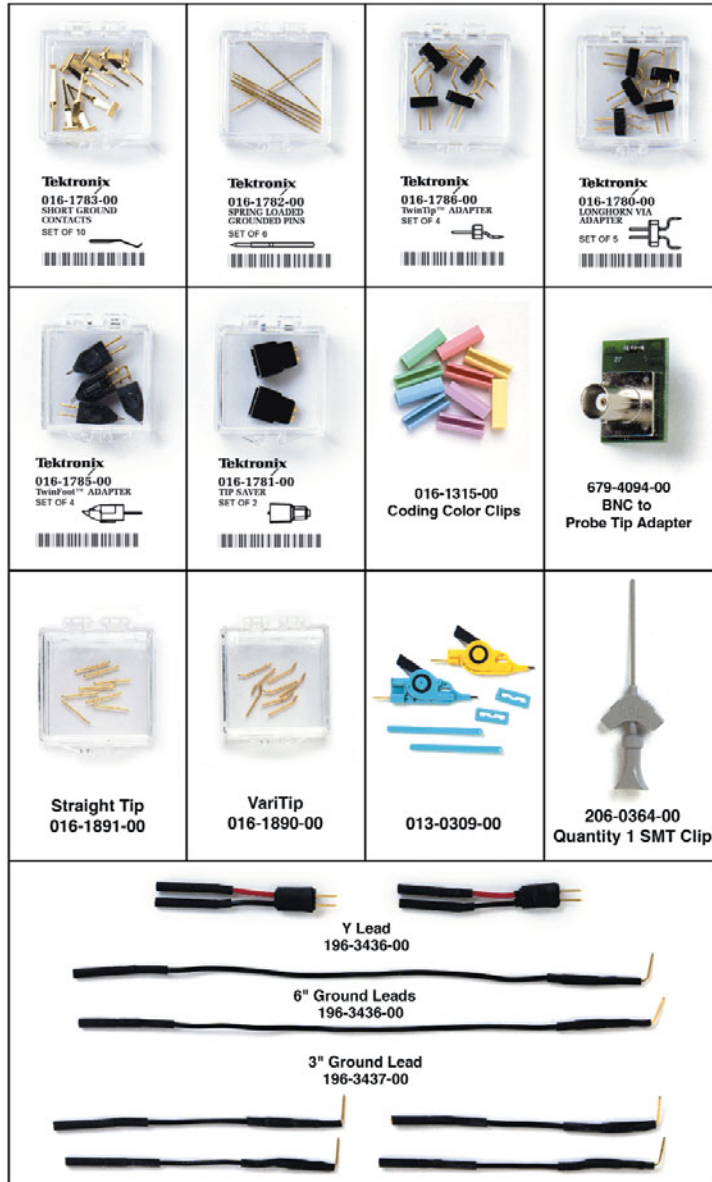 Tektronix
016-1783-00
SHORT GROUND
CONTACTS
SET OF 10
Tektronix
016-1782-00
SPRING LOADED
GROUNDED PINS
SET OF 6
Tektronix
016-1786-00
TwinTip™ ADAPTER
SET OF 4
Tektronix
016-1780-00
LONGHORN VIA
ADAPTER
SET OF 5
Tektronix
016-1785-00
TwinFoot™ ADAPTER
SET OF 4
Tektronix
016-1781-00
TIP SAVER
SET OF 2
016-1315-00
Coding Color Clips
679-4094-00
BNC to
Probe Tip Adapter
Straight Tip
016-1891-00
VariTip
016-1890-00
013-0309-00
206-0364-00
Quantity 1 SMT Clip
Y Lead
196-3436-00
6" Ground Leads
196-3436-00
3" Ground Lead
196-3437-00